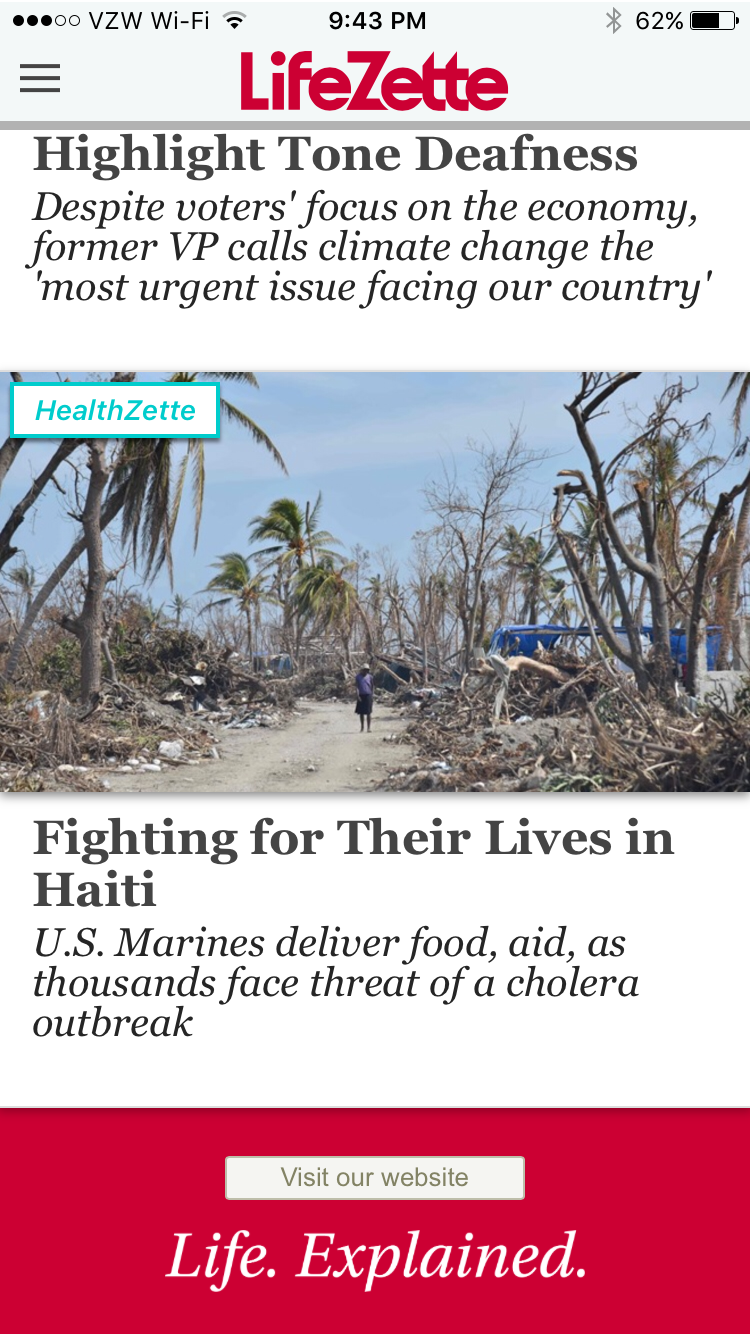 VZW Wi-Fi 9:43 PM 62%
LifeZette
Highlight Tone Deafness
Despite voters' focus on the economy,
former VP calls climate change the
'most urgent issue facing our country'
HealthZette
Fighting for Their Lives in
Haiti
U.S. Marines deliver food, aid, as
thousands face threat of a cholera
outbreak
Visit our website
Life. Explained.